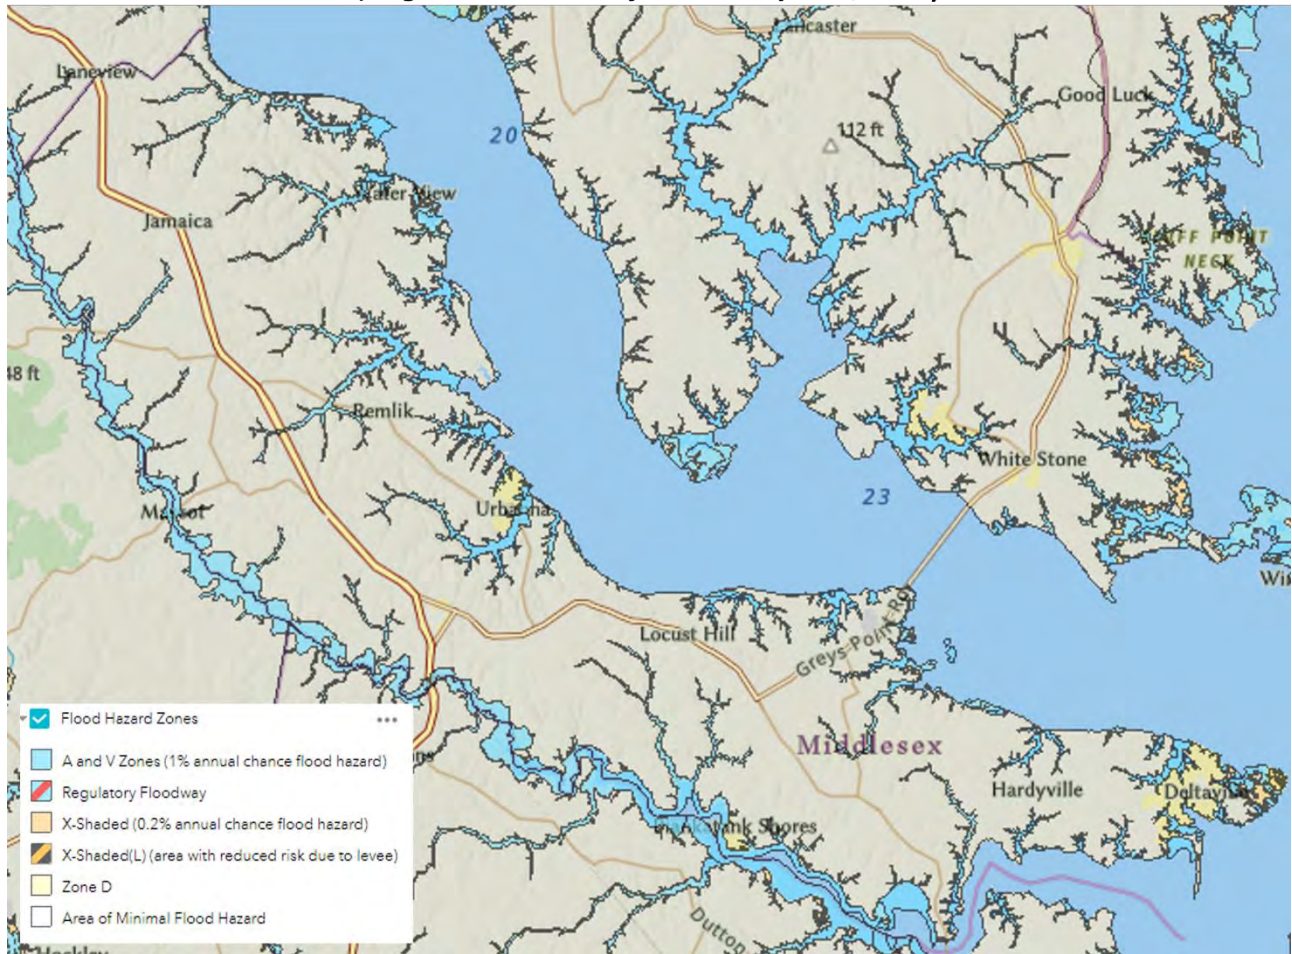 Lancaster
Laneview
Good Luck
20
112 ft
Water View
Jamaica
NECK
48 ft
Remlik
White Stone
23
Urbanna
Locust Hill
Greys Point Rd
Middlesex
Hardyville
Deltaville
Shores
Dutton
Flood Hazard Zones
A and V Zones (1% annual chance flood hazard)
Regulatory Floodway
X-Shaded (0.2% annual chance flood hazard)
X-Shaded(L) (area with reduced risk due to levee)
Zone D
Area of Minimal Flood Hazard